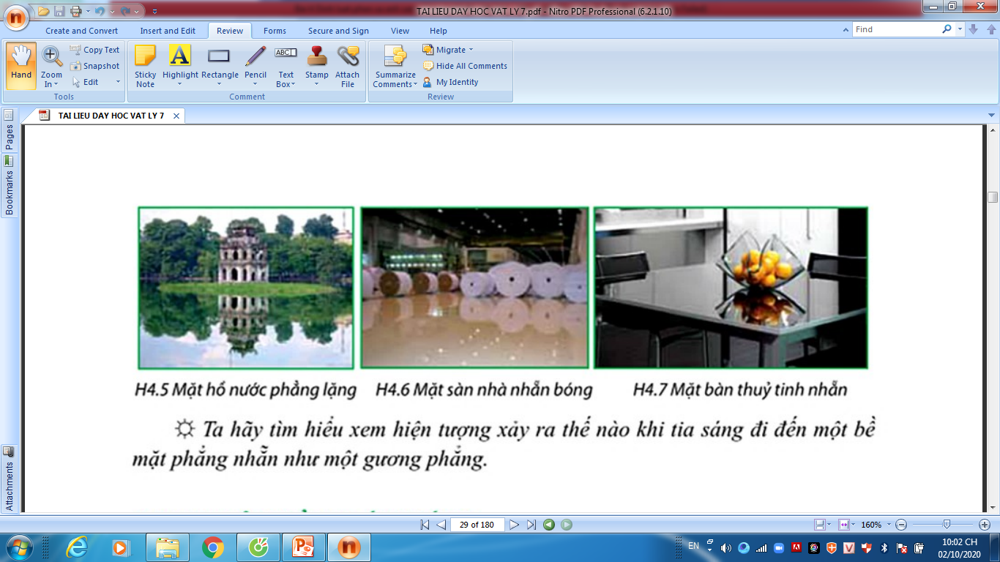 TAI LIEU DAY HOC VAT LY 7.pdf - Nitro PDF Professional (6.2.1.10)
Create and Convert Insert and Edit Review Forms Secure and Sign View Help
Find
Hand
Zoom In
Copy Text
Snapshot
Edit
Tools
Sticky Note
Highlight
Rectangle
Pencil
Text Box
Stamp
Attach File
Comment
Summarize Comments
Migrate
Hide All Comments
My Identity
Review
TAI LIEU DAY HOC VAT LY 7
Pages
Bookmarks
Attachments
H4.5 Mặt hồ nước phẳng lặng
H4.6 Mặt sàn nhà nhẵn bóng
H4.7 Mặt bàn thuỷ tinh nhẵn
Ta hãy tìm hiểu xem hiện tượng xảy ra thế nào khi tia sáng đi đến một bề
mặt phẳng nhẵn như một gương phẳng.
29 of 180
160%
EN
10:02 CH
02/10/2020